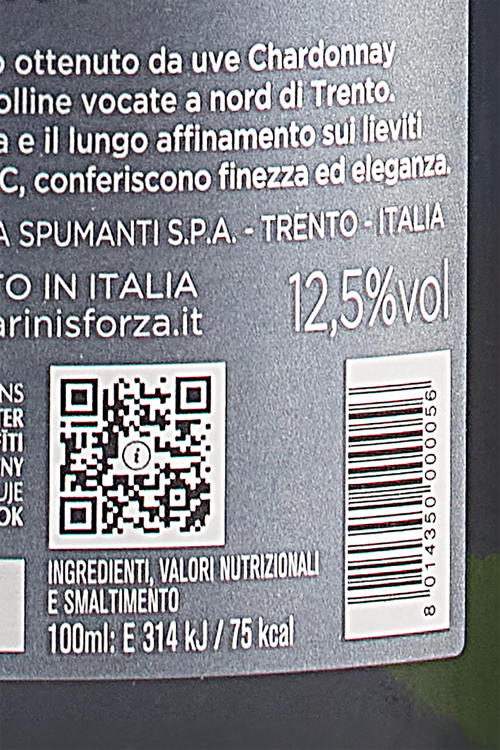 o ottenuto da uve Chardonnay
olline vocate a nord di Trento.
a e il lungo affinamento sui lieviti
C, conferiscono finezza ed eleganza.
A SPUMANTI S.P.A. - TRENTO - ITALIA
TO IN ITALIA
arinisforza.it
12,5%vol
NS
TER
FÎTI
NY
UJE
OK
i
INGREDIENTI, VALORI NUTRIZIONALI
E SMALTIMENTO
100ml: E 314 kJ / 75 kcal
8 014350 000056